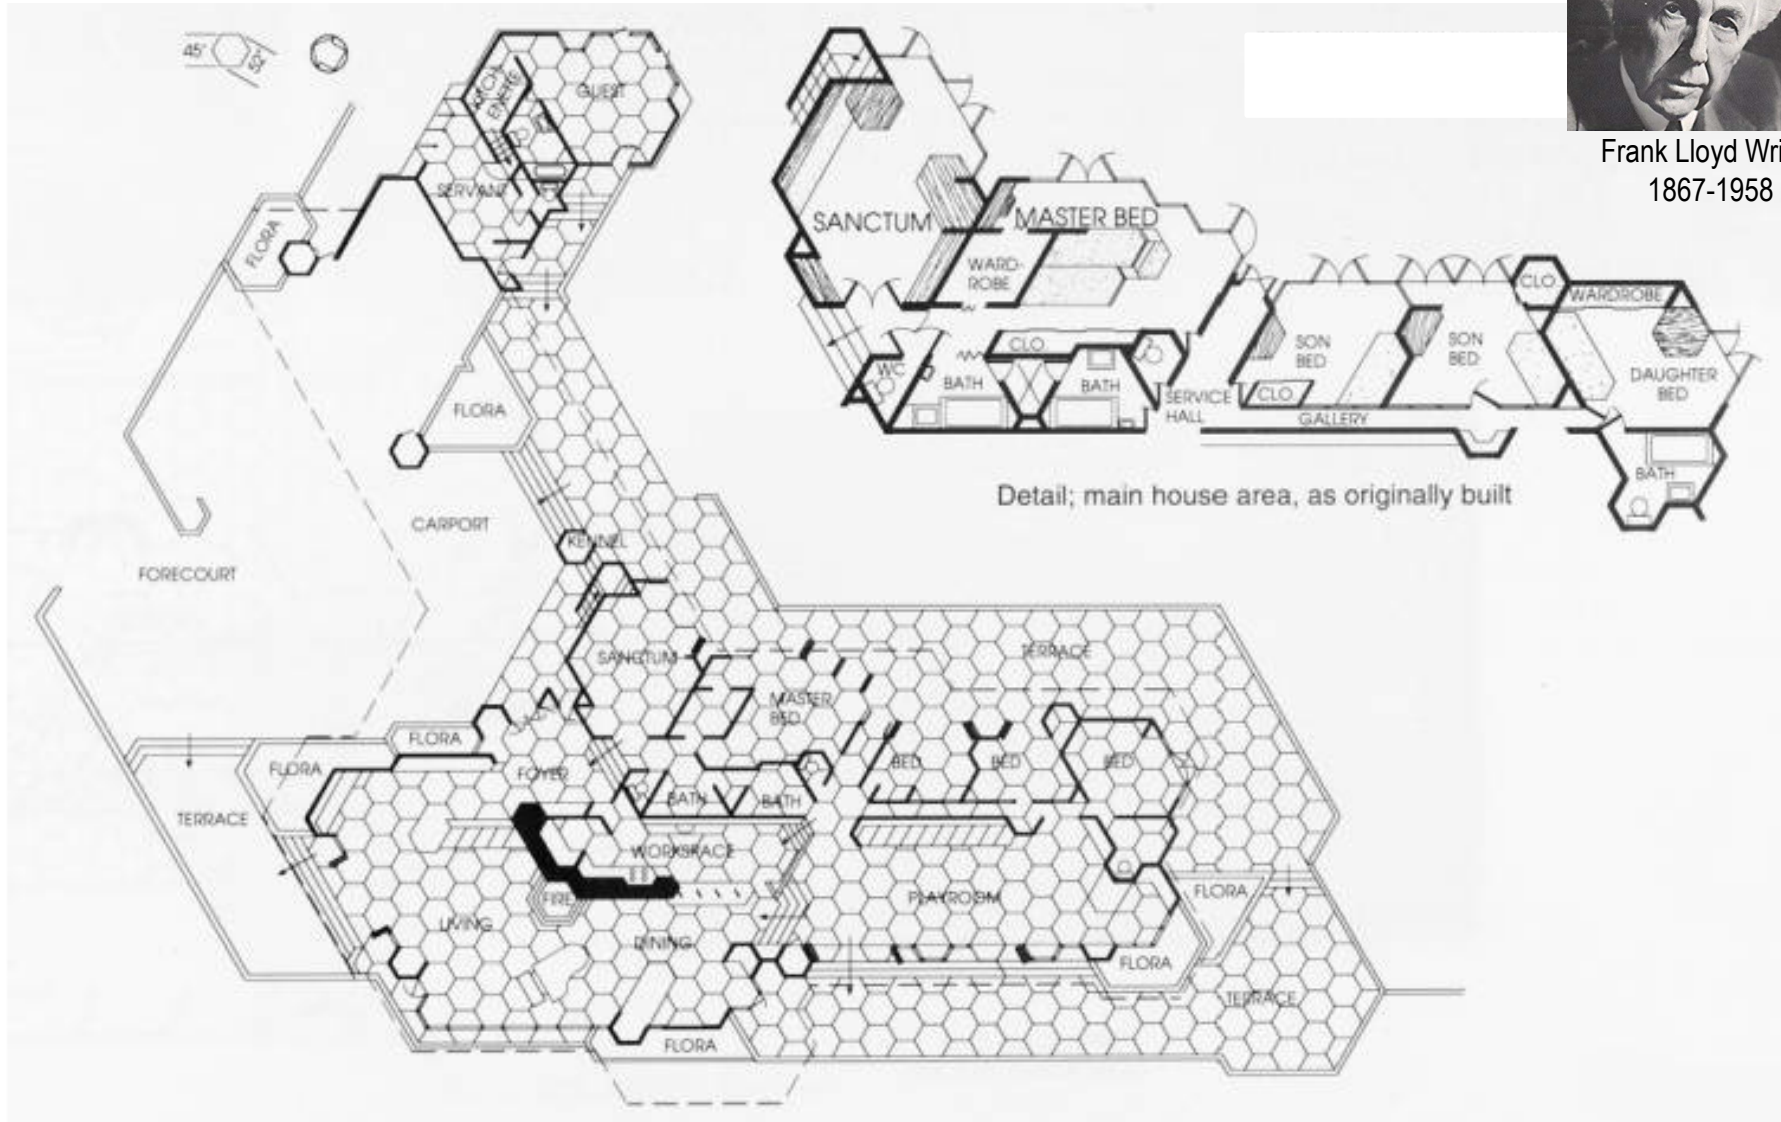 45"
52"
KITCH-
ENETTE
GUEST
SERVANT
FLORA
FLORA
CARPORT
KENNEL
FORECOURT
SANCTUM
MASTER
BED
TERRACE
FLORA
FLORA
FOYER
BED
BED
BED
BATH
BATH
TERRACE
WORKSPACE
FIRE
LIVING
DINING
PLAYROOM
FLORA
FLORA
TERRACE
FLORA
SANCTUM
MASTER BED
WARD-
ROBE
CLO
WC
BATH
BATH
SERVICE
HALL
SON
BED
CLO
SON
BED
CLO
WARDROBE
DAUGHTER
BED
GALLERY
BATH
Detail; main house area, as originally built
Frank Lloyd Wri
1867-1958